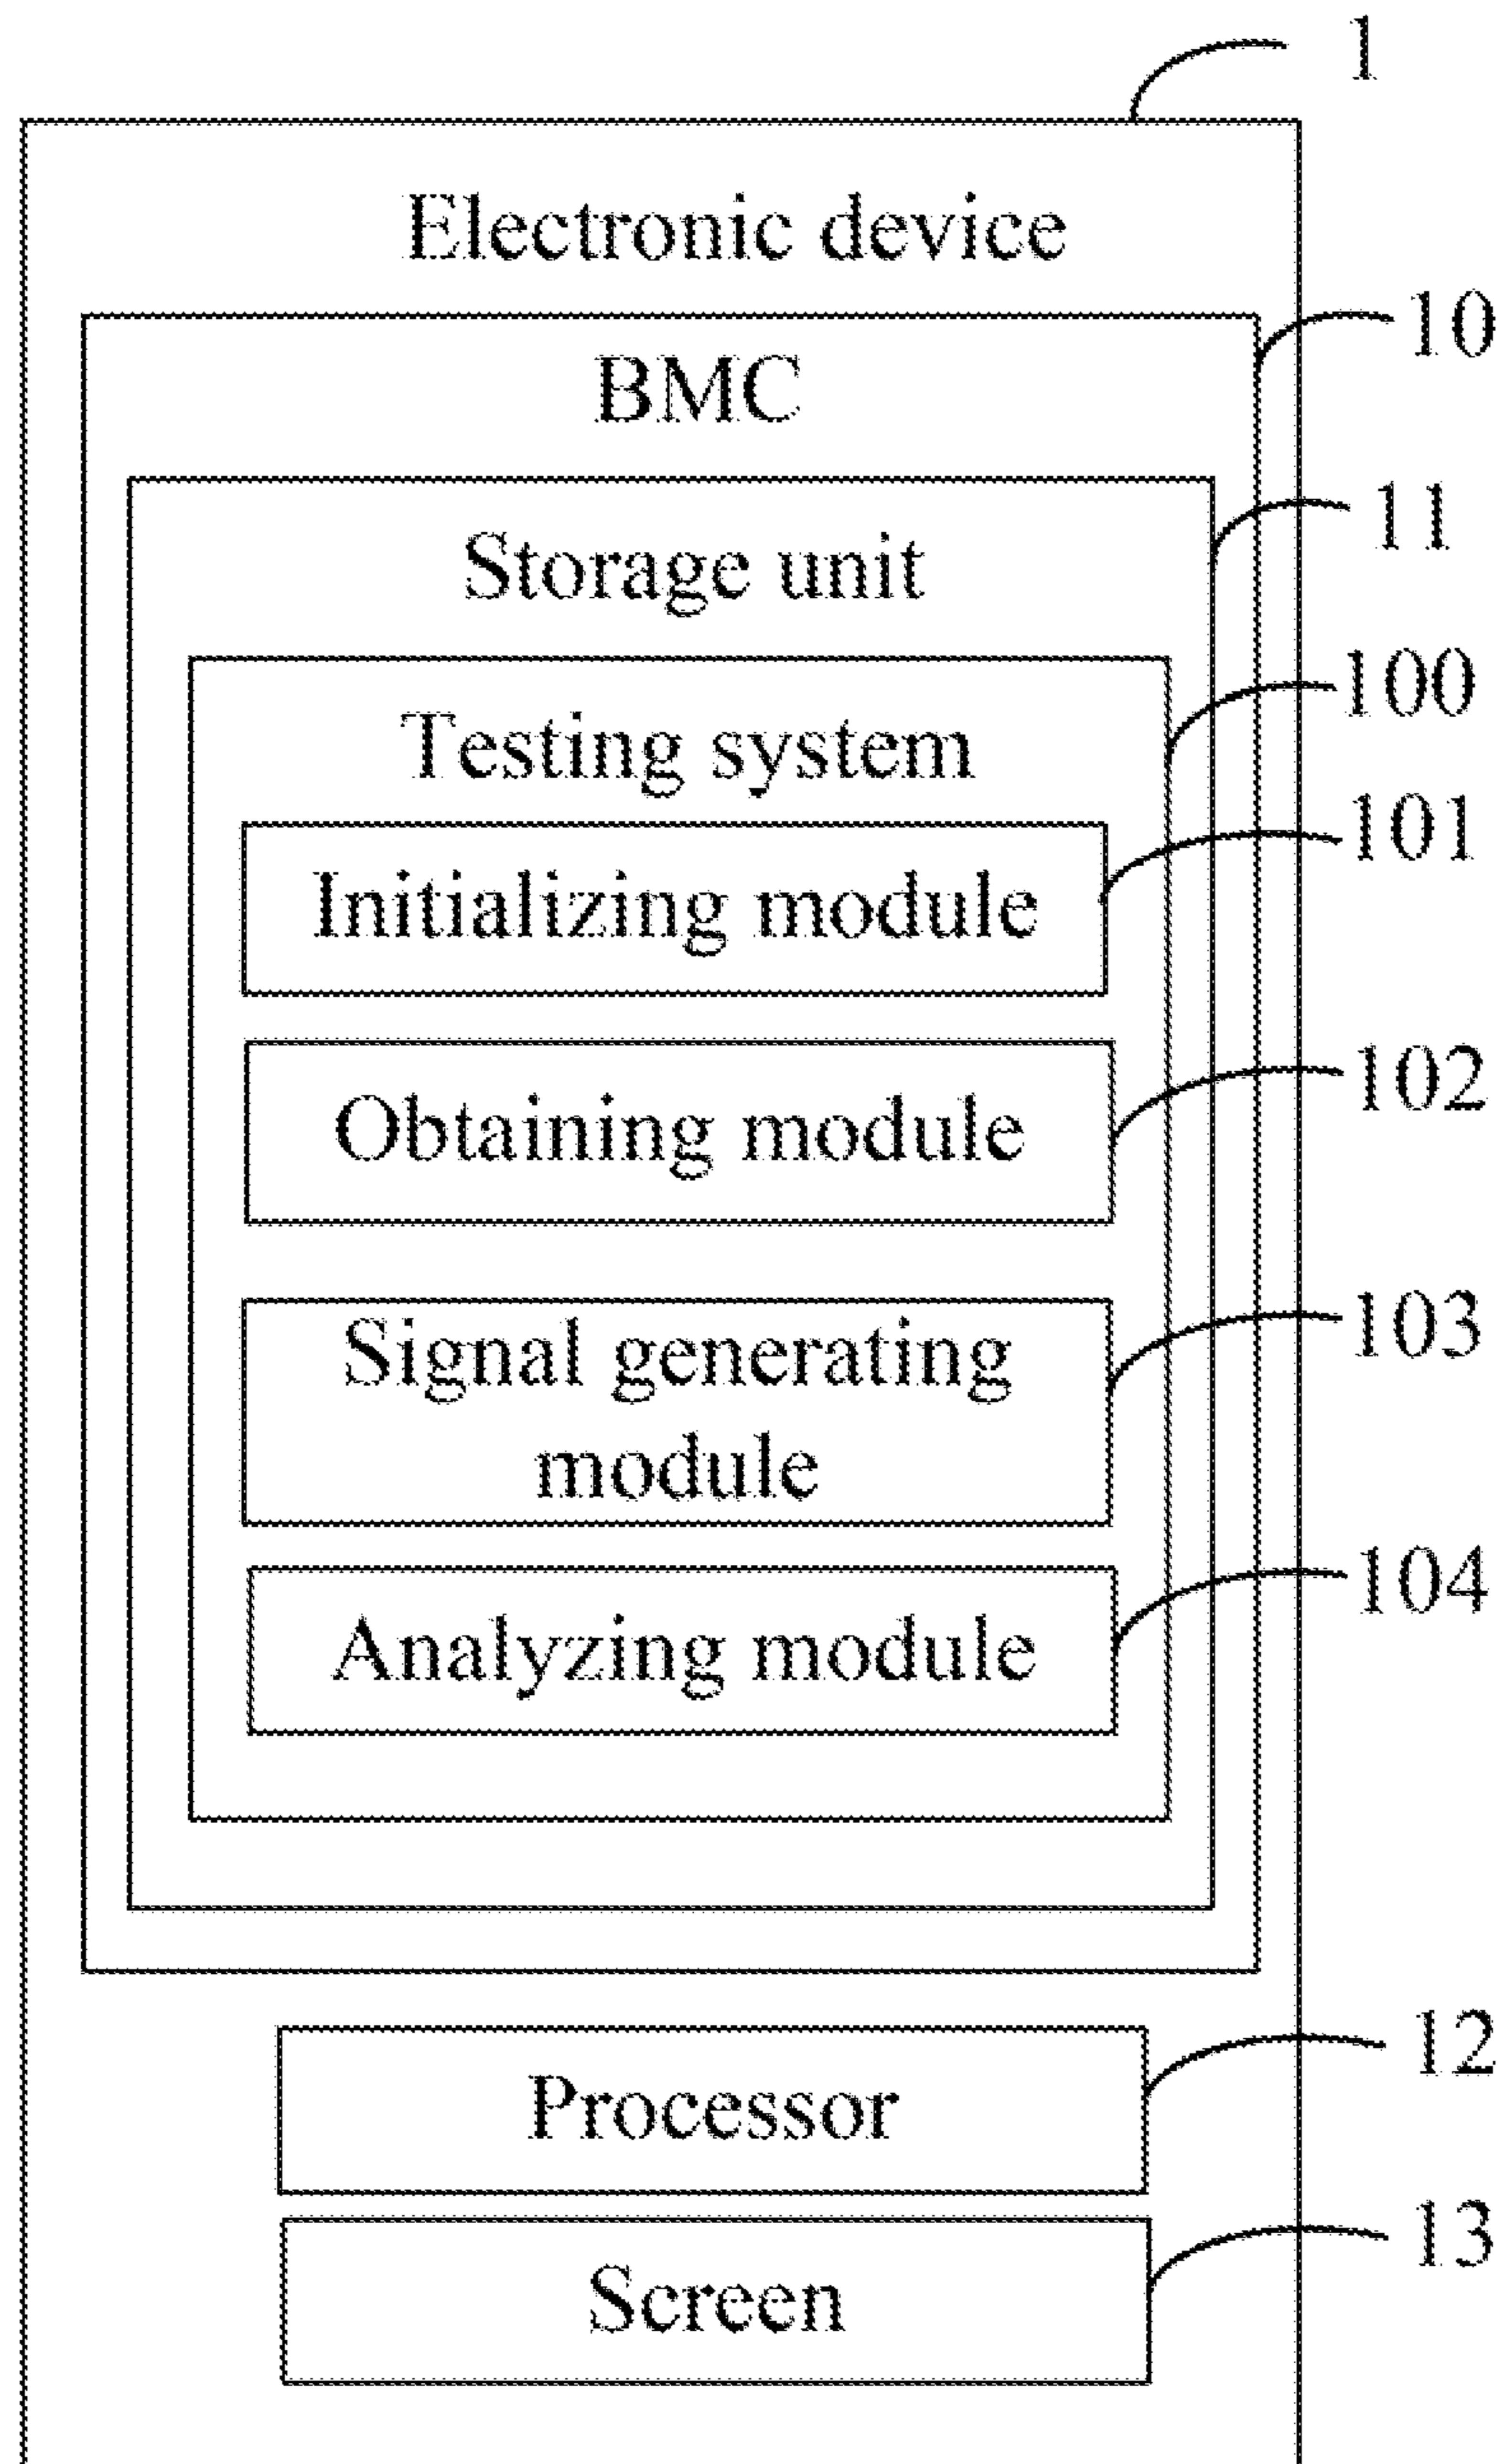 1
Electronic device
10
BMC
11
Storage unit
100
Testing system
101
Initializing module
102
Obtaining module
103
Signal generating
module
104
Analyzing module
12
Processor
13
Screen